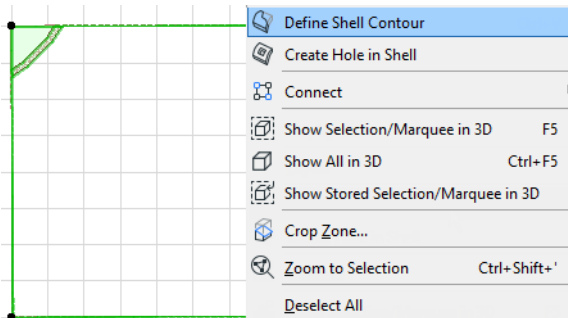 Define Shell Contour
Create Hole in Shell
Connect
Show Selection/Marquee in 3D F5
Show All in 3D Ctrl+F5
Show Stored Selection/Marquee in 3D
Crop Zone...
Zoom to Selection Ctrl+Shift+'
Deselect All